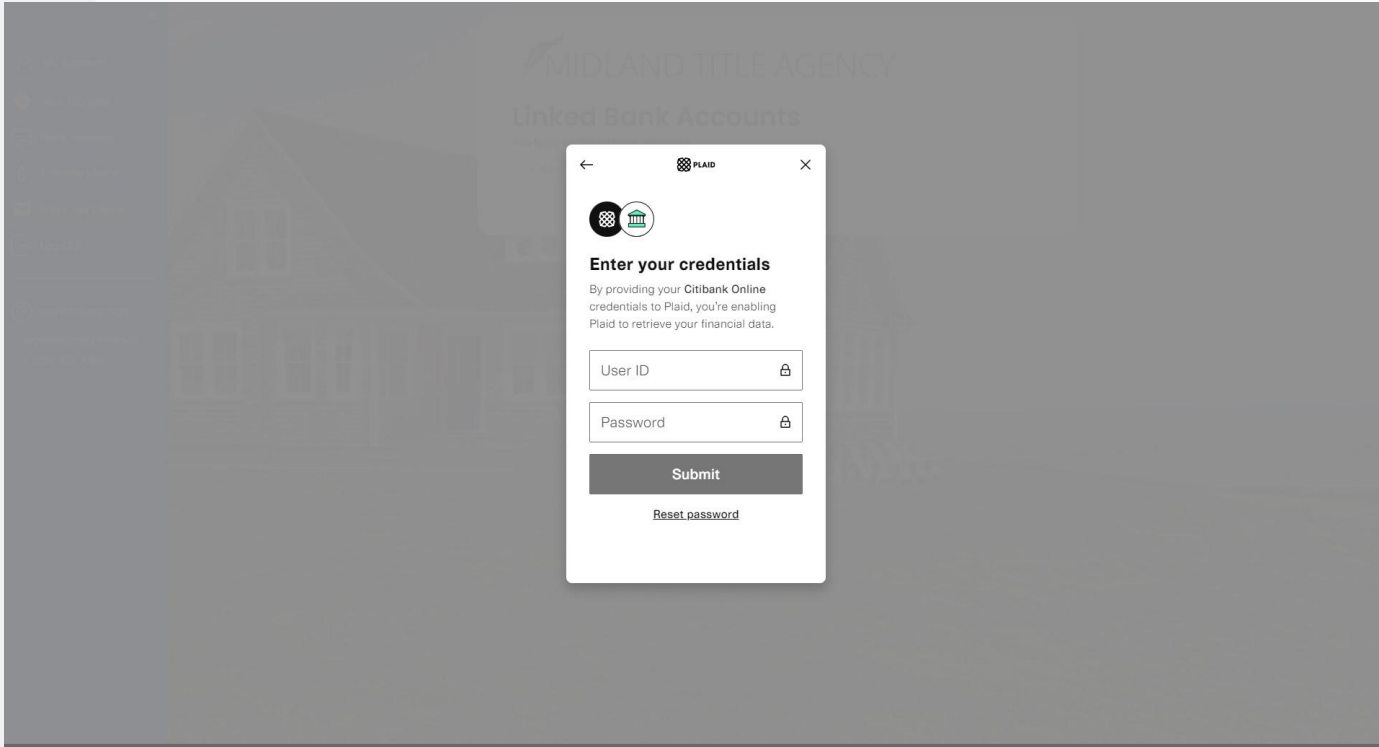 MIDLAND TITLE AGENCY
Linked Bank Accounts
PLAID
Enter your credentials
By providing your Citibank Online
credentials to Plaid, you're enabling
Plaid to retrieve your financial data.
User ID
Password
Submit
Reset password